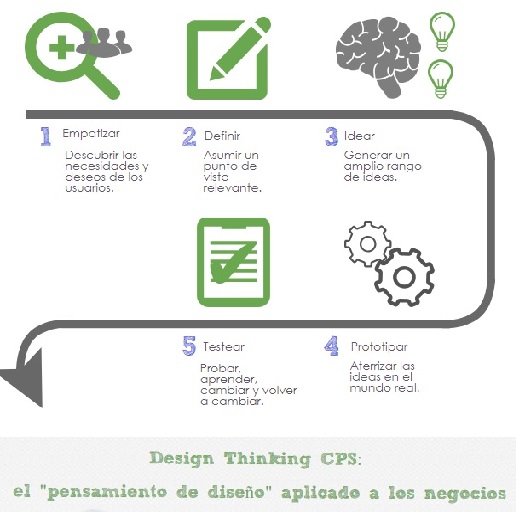 1 Empatizar
Descubrir las
necesidades y
deseos de los
usuarios.
2 Definir
Asumir un
punto de
vista
relevante.
3 Idear
Generar un
amplio rango
de ideas.
4 Prototipar
Aterrizar las
ideas en el
mundo real.
5 Testear
Probar,
aprender,
cambiar y volver
a cambiar.
Design Thinking CPS:
el "pensamiento de diseño" aplicado a los negocios